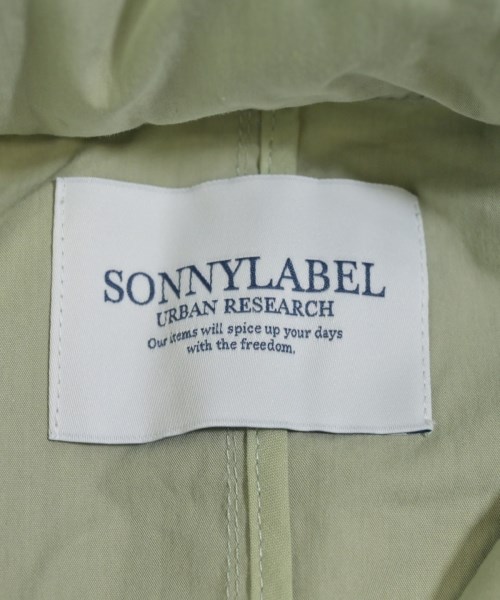 SONNYLABEL
URBAN RESEARCH
Our items will spice up your days
with the freedom.